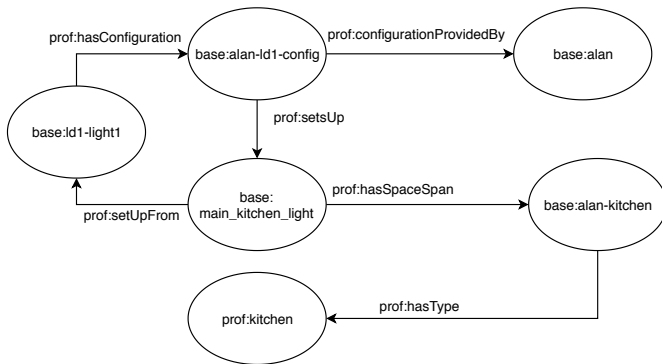 prof:hasConfiguration
base:alan-ld1-config
prof:configurationProvidedBy
base:alan
prof:setsUp
base:ld1-light1
prof:setUpFrom
base:
main_kitchen_light
prof:hasSpaceSpan
base:alan-kitchen
prof:hasType
prof:kitchen